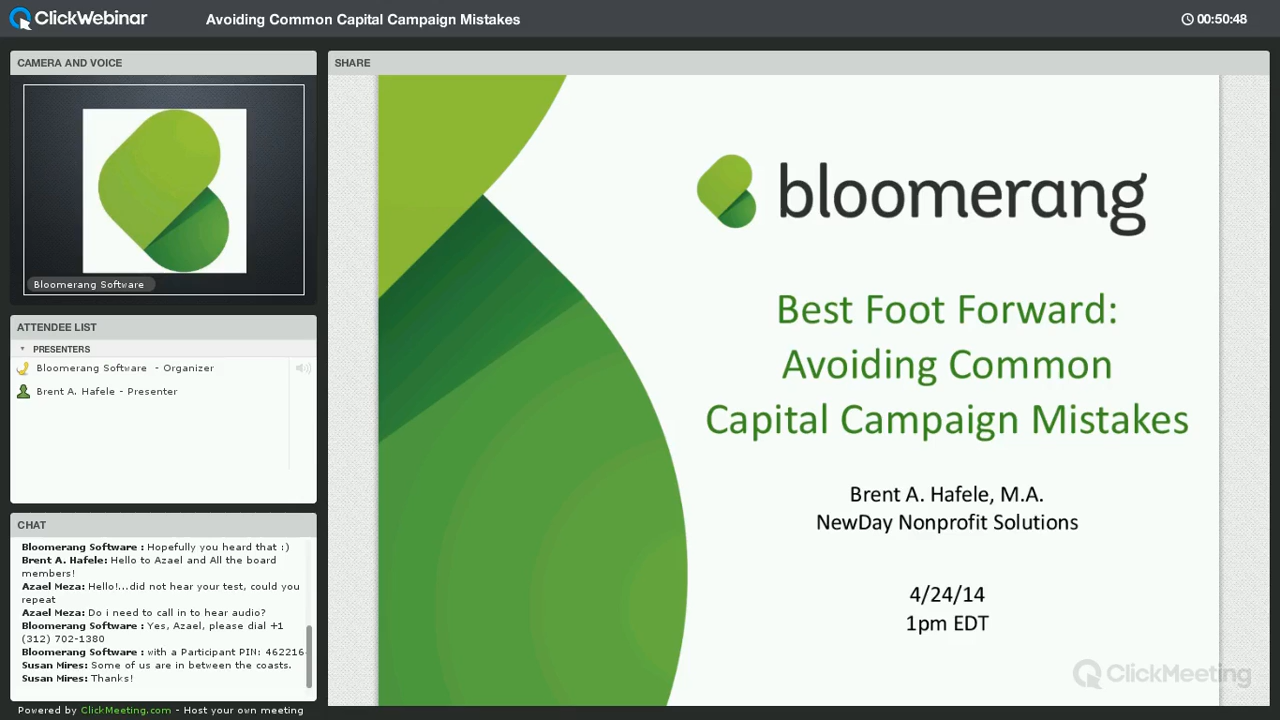 ClickWebinar
Avoiding Common Capital Campaign Mistakes
00:50:48
CAMERA AND VOICE
Bloomerang Software
ATTENDEE LIST
PRESENTERS
Bloomerang Software - Organizer
Brent A. Hafele - Presenter
CHAT
Bloomerang Software : Hopefully you heard that :)
Brent A. Hafele: Hello to Azael and All the board
members!
Azael Meza: Hello!...did not hear your test, could you
repeat
Azael Meza: Do i need to call in to hear audio?
Bloomerang Software : Yes, Azael, please dial +1
(312) 702-1380
Bloomerang Software : with a Participant PIN: 462216
Susan Mires: Some of us are in between the coasts.
Susan Mires: Thanks!
Powered by ClickMeeting.com - Host your own meeting
SHARE
bloomerang
Best Foot Forward:
Avoiding Common
Capital Campaign Mistakes
Brent A. Hafele, M.A.
NewDay Nonprofit Solutions
4/24/14
1pm EDT
ClickMeeting